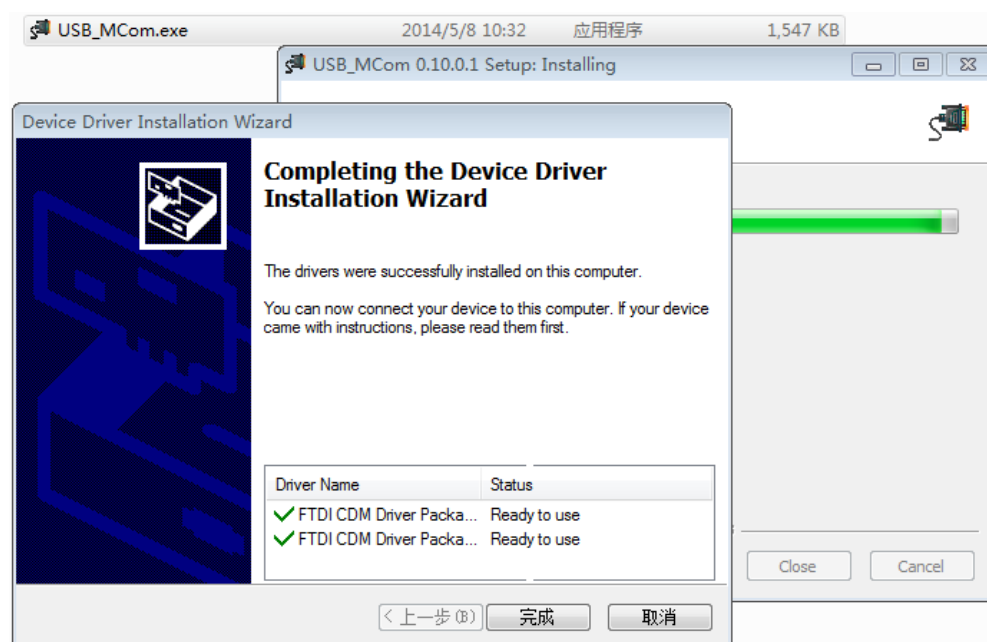 USB_MCom.exe 2014/5/8 10:32 应用程序 1,547 KB
USB_MCom 0.10.0.1 Setup: Installing
Device Driver Installation Wizard
Completing the Device Driver
Installation Wizard
The drivers were successfully installed on this computer.
You can now connect your device to this computer. If your device
came with instructions, please read them first.
Driver Name Status
FTDI CDM Driver Packa... Ready to use
FTDI CDM Driver Packa... Ready to use
Close Cancel
< 上一步(B) 完成 取消